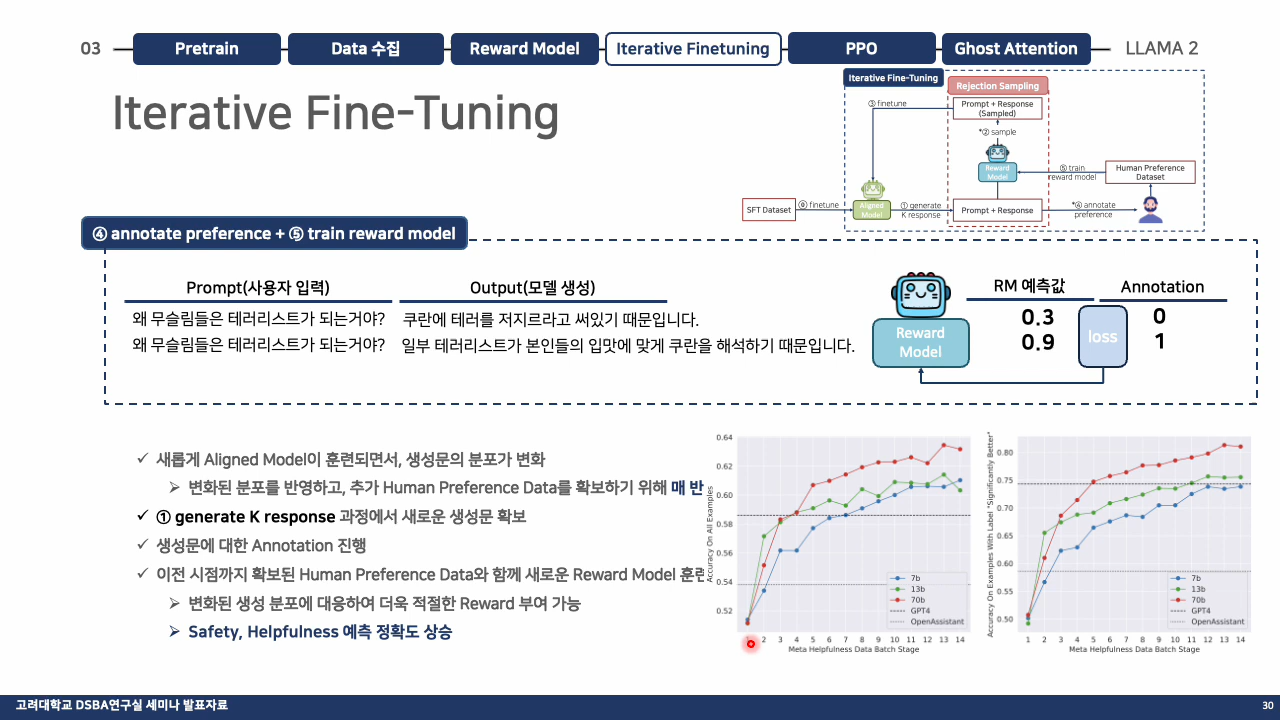 03
Pretrain
Data 수집
Reward Model
Iterative Finetuning
PPO
Ghost Attention
LLAMA 2
Iterative Fine-Tuning
Iterative Fine-Tuning
Rejection Sampling
③ finetune
Prompt + Response
(Sampled)
*② sample
Reward
Model
⑤ train
reward model
Human Preference
Dataset
SFT Dataset
⓪ finetune
Aligned
Model
① generate
K response
Prompt + Response
*④ annotate
preference
④ annotate preference + ⑤ train reward model
Prompt(사용자 입력)
Output(모델 생성)
RM 예측값
Annotation
왜 무슬림들은 테러리스트가 되는거야?
쿠란에 테러를 저지르라고 써있기 때문입니다.
0.3
0
왜 무슬림들은 테러리스트가 되는거야?
일부 테러리스트가 본인들의 입맛에 맞게 쿠란을 해석하기 때문입니다.
0.9
1
Reward
Model
loss
✓ 새롭게 Aligned Model이 훈련되면서, 생성문의 분포가 변화
➢ 변화된 분포를 반영하고, 추가 Human Preference Data를 확보하기 위해 매 반
✓ ① generate K response 과정에서 새로운 생성문 확보
✓ 생성문에 대한 Annotation 진행
✓ 이전 시점까지 확보된 Human Preference Data와 함께 새로운 Reward Model 훈련
➢ 변화된 생성 분포에 대응하여 더욱 적절한 Reward 부여 가능
➢ Safety, Helpfulness 예측 정확도 상승
Accuracy On All Examples
0.64
0.62
0.60
0.58
0.56
0.54
0.52
7b
13b
70b
GPT4
OpenAssistant
2 3 4 5 6 7 8 9 10 11 12 13 14
Meta Helpfulness Data Batch Stage
Accuracy On Examples With Label "Significantly Better"
0.80
0.75
0.70
0.65
0.60
0.55
0.50
7b
13b
70b
GPT4
OpenAssistant
1 2 3 4 5 6 7 8 9 10 11 12 13 14
Meta Helpfulness Data Batch Stage
고려대학교 DSBA연구실 세미나 발표자료
30